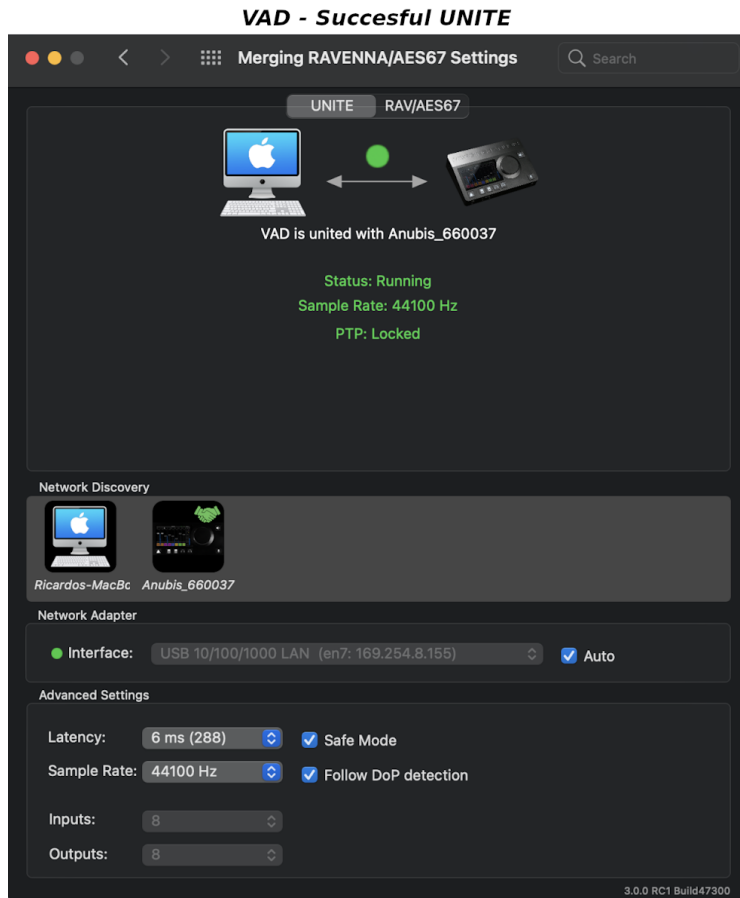 VAD - Succesful UNITE
Merging RAVENNA/AES67 Settings
Search
UNITE
RAV/AES67
VAD is united with Anubis_660037
Status: Running
Sample Rate: 44100 Hz
PTP: Locked
Network Discovery
Ricardos-MacBc
Anubis_660037
Network Adapter
Interface: USB 10/100/1000 LAN (en7: 169.254.8.155) Auto
Advanced Settings
Latency: 6 ms (288) Safe Mode
Sample Rate: 44100 Hz Follow DoP detection
Inputs: 8
Outputs: 8
3.0.0 RC1 Build47300